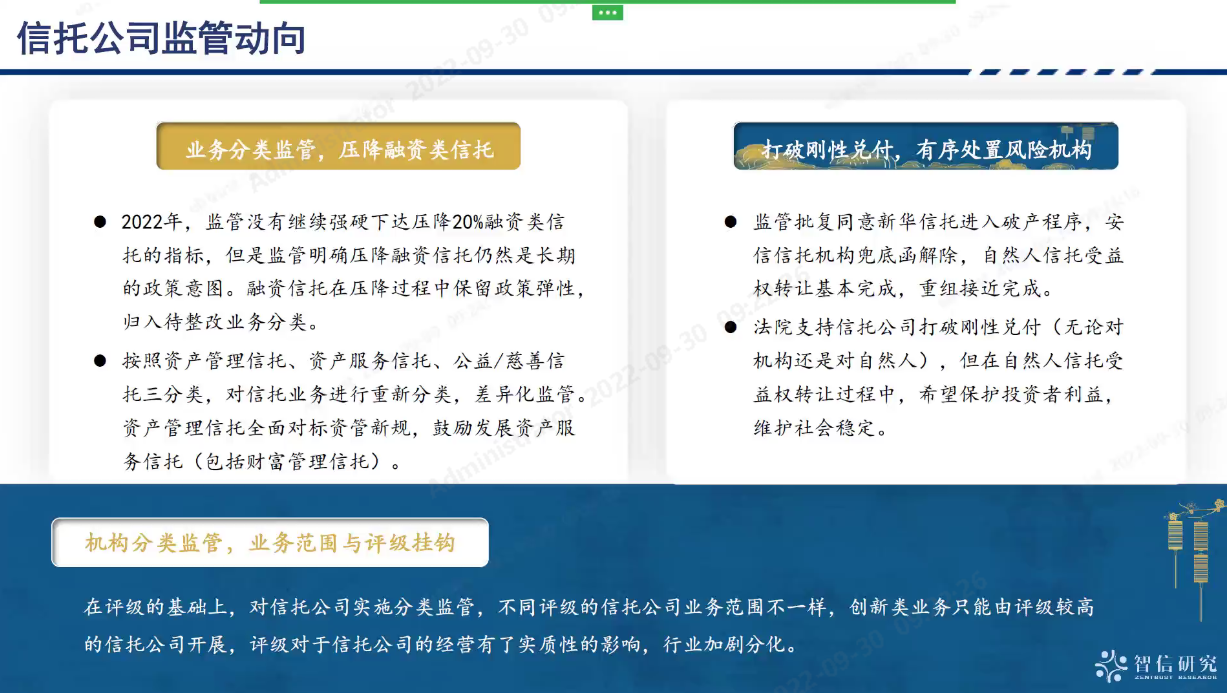 信托公司监管动向
业务分类监管，压降融资类信托
● 2022年，监管没有继续强硬下达压降20%融资类信
托的指标，但是监管明确压降融资信托仍然是长期
的政策意图。融资信托在压降过程中保留政策弹性，
归入待整改业务分类。
● 按照资产管理信托、资产服务信托、公益/慈善信
托三分类，对信托业务进行重新分类，差异化监管。
资产管理信托全面对标资管新规，鼓励发展资产服
务信托（包括财富管理信托）。
打破刚性兑付，有序处置风险机构
● 监管批复同意新华信托进入破产程序，安
信信托机构兜底函解除，自然人信托受益
权转让基本完成，重组接近完成。
● 法院支持信托公司打破刚性兑付（无论对
机构还是对自然人），但在自然人信托受
益权转让过程中，希望保护投资者利益，
维护社会稳定。
机构分类监管，业务范围与评级挂钩
在评级的基础上，对信托公司实施分类监管，不同评级的信托公司业务范围不一样，创新类业务只能由评级较高
的信托公司开展，评级对于信托公司的经营有了实质性的影响，行业加剧分化。
智信研究
ZENTRUST RESEARCH
Administrator 2022-09-30 09:
Administrator 2022-09-30 09:22:26
2022-09-30 09:22:26